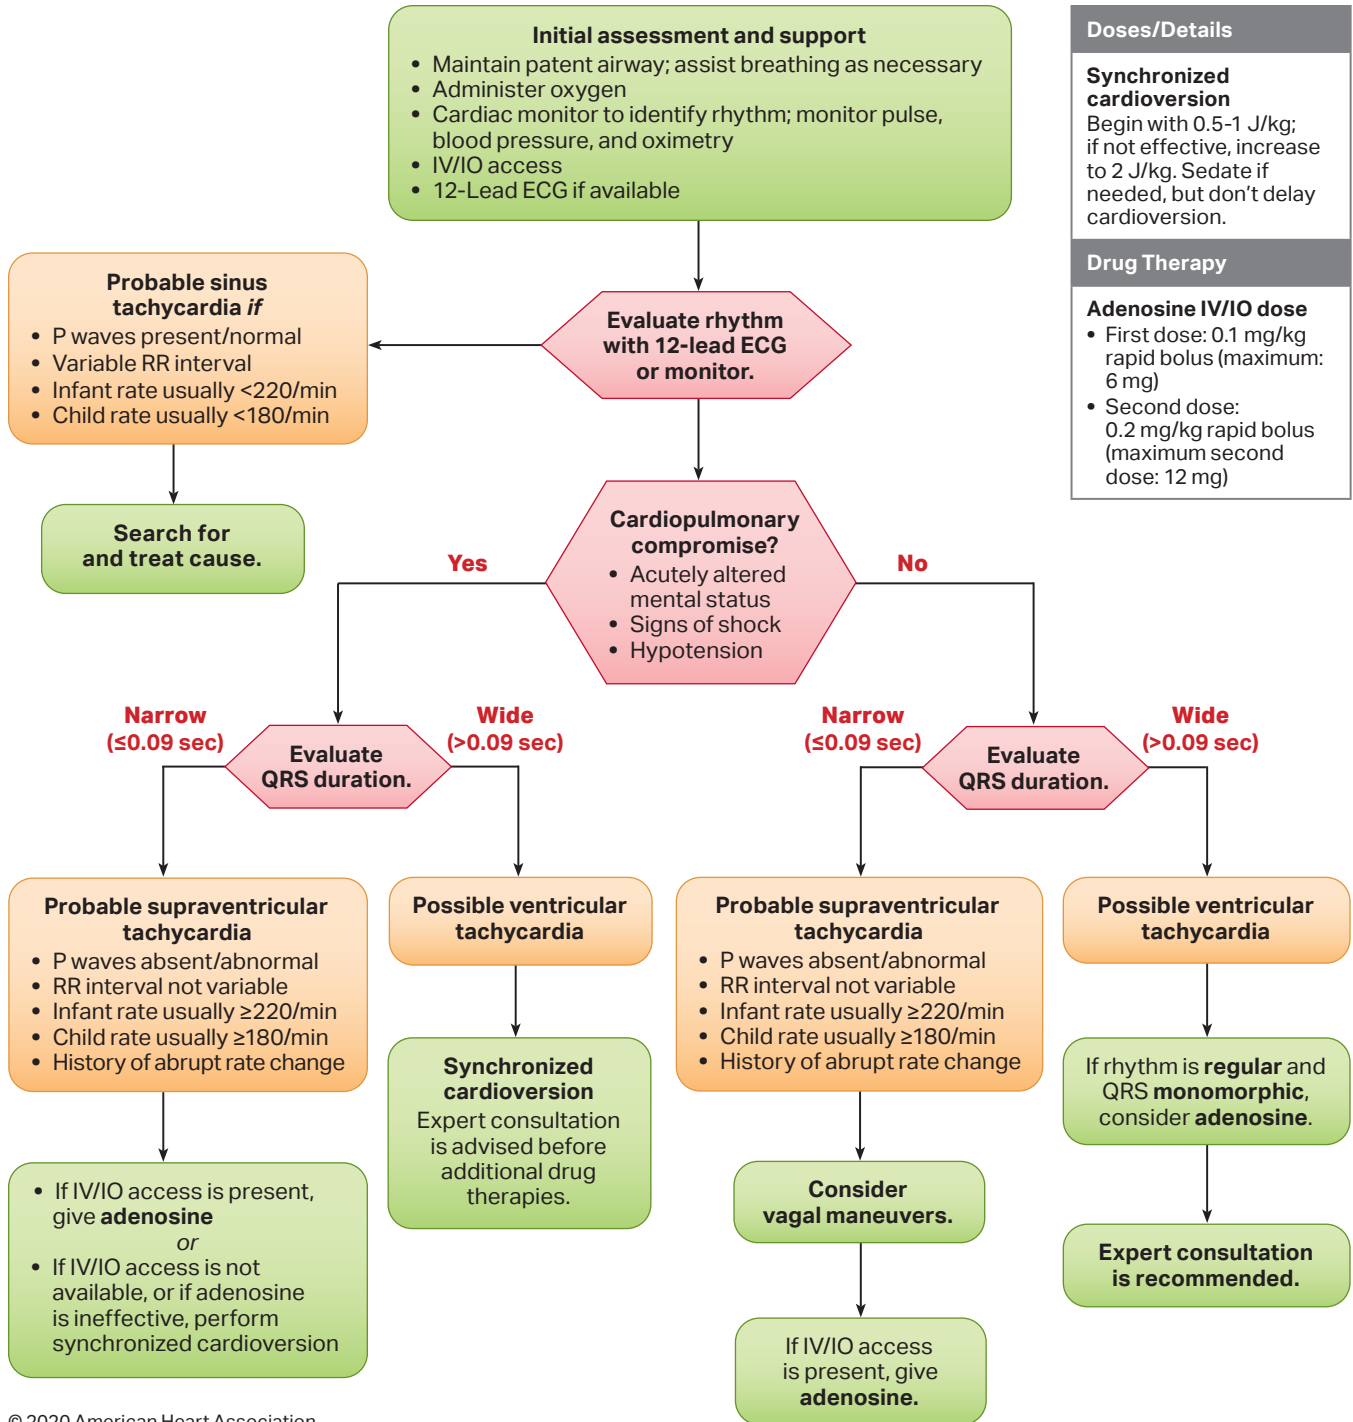 Initial assessment and support
• Maintain patent airway; assist breathing as necessary
• Administer oxygen
• Cardiac monitor to identify rhythm; monitor pulse,
blood pressure, and oximetry
• IV/IO access
• 12-Lead ECG if available
Doses/Details
Synchronized
cardioversion
Begin with 0.5-1 J/kg;
if not effective, increase
to 2 J/kg. Sedate if
needed, but don’t delay
cardioversion.
Drug Therapy
Adenosine IV/IO dose
• First dose: 0.1 mg/kg
rapid bolus (maximum:
6 mg)
• Second dose:
0.2 mg/kg rapid bolus
(maximum second
dose: 12 mg)
Probable sinus
tachycardia if
• P waves present/normal
• Variable RR interval
• Infant rate usually <220/min
• Child rate usually <180/min
Evaluate rhythm
with 12-lead ECG
or monitor.
Search for
and treat cause.
Cardiopulmonary
compromise?
• Acutely altered
mental status
• Signs of shock
• Hypotension
Yes
No
Narrow
(≤0.09 sec)
Evaluate
QRS duration.
Wide
(>0.09 sec)
Narrow
(≤0.09 sec)
Evaluate
QRS duration.
Wide
(>0.09 sec)
Probable supraventricular
tachycardia
• P waves absent/abnormal
• RR interval not variable
• Infant rate usually ≥220/min
• Child rate usually ≥180/min
• History of abrupt rate change
Possible ventricular
tachycardia
Probable supraventricular
tachycardia
• P waves absent/abnormal
• RR interval not variable
• Infant rate usually ≥220/min
• Child rate usually ≥180/min
• History of abrupt rate change
Possible ventricular
tachycardia
• If IV/IO access is present,
give adenosine
or
• If IV/IO access is not
available, or if adenosine
is ineffective, perform
synchronized cardioversion
Synchronized
cardioversion
Expert consultation
is advised before
additional drug
therapies.
Consider
vagal maneuvers.
If IV/IO access
is present, give
adenosine.
If rhythm is regular and
QRS monomorphic,
consider adenosine.
Expert consultation
is recommended.
© 2020 American Heart Association